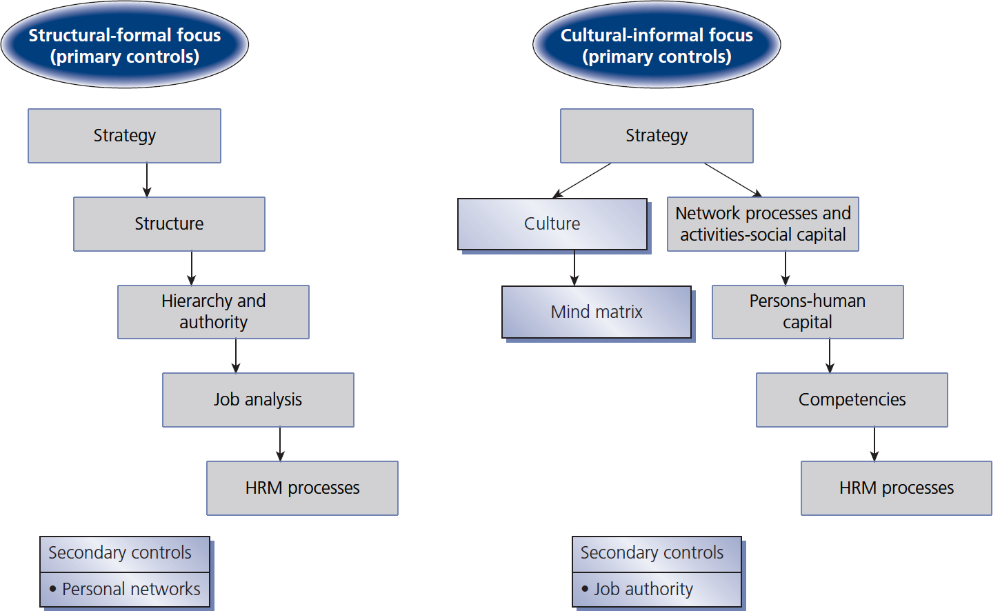 Structural-formal focus
(primary controls)
Strategy
Structure
Hierarchy and
authority
Job analysis
HRM processes
Secondary controls
• Personal networks
Cultural-informal focus
(primary controls)
Strategy
Culture
Mind matrix
Network processes and
activities-social capital
Persons-human
capital
Competencies
HRM processes
Secondary controls
• Job authority